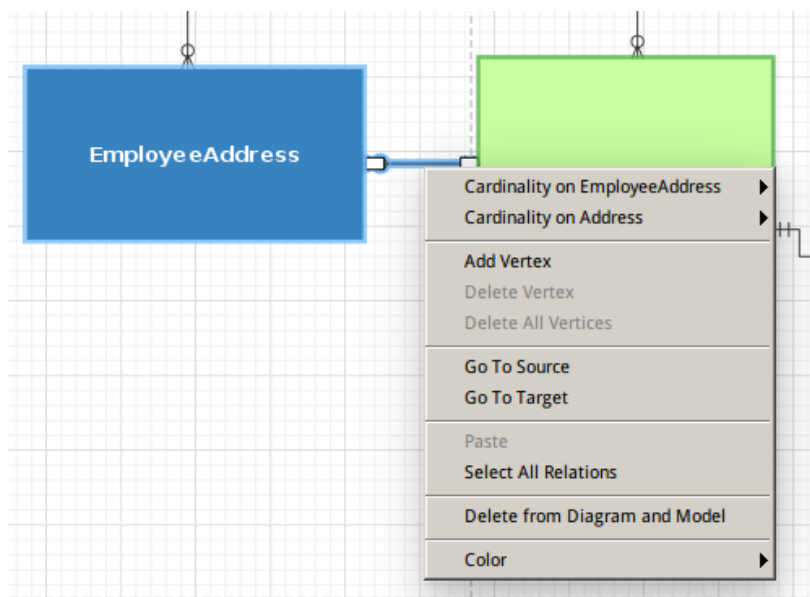 EmployeeAddress
Cardinality on EmployeeAddress
Cardinality on Address
Add Vertex
Delete Vertex
Delete All Vertices
Go To Source
Go To Target
Paste
Select All Relations
Delete from Diagram and Model
Color